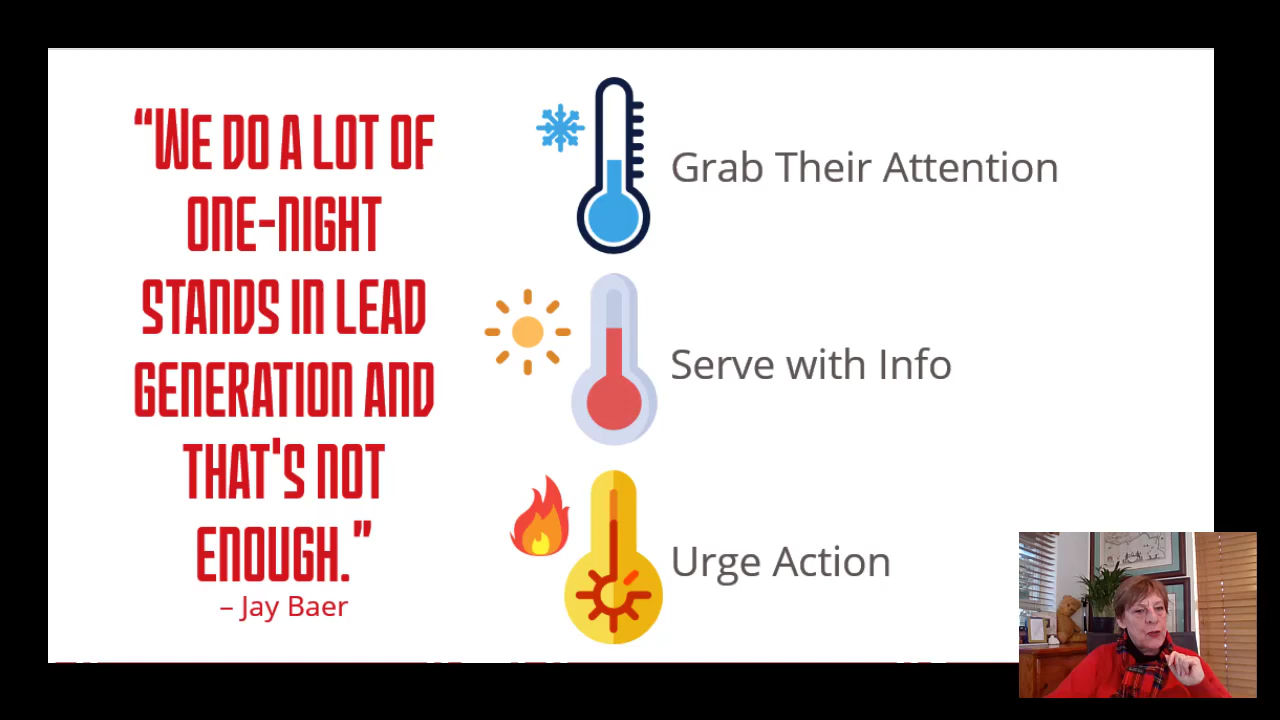 “WE DO A LOT OF
ONE-NIGHT
STANDS IN LEAD
GENERATION AND
THAT'S NOT
ENOUGH.”
– Jay Baer
Grab Their Attention
Serve with Info
Urge Action